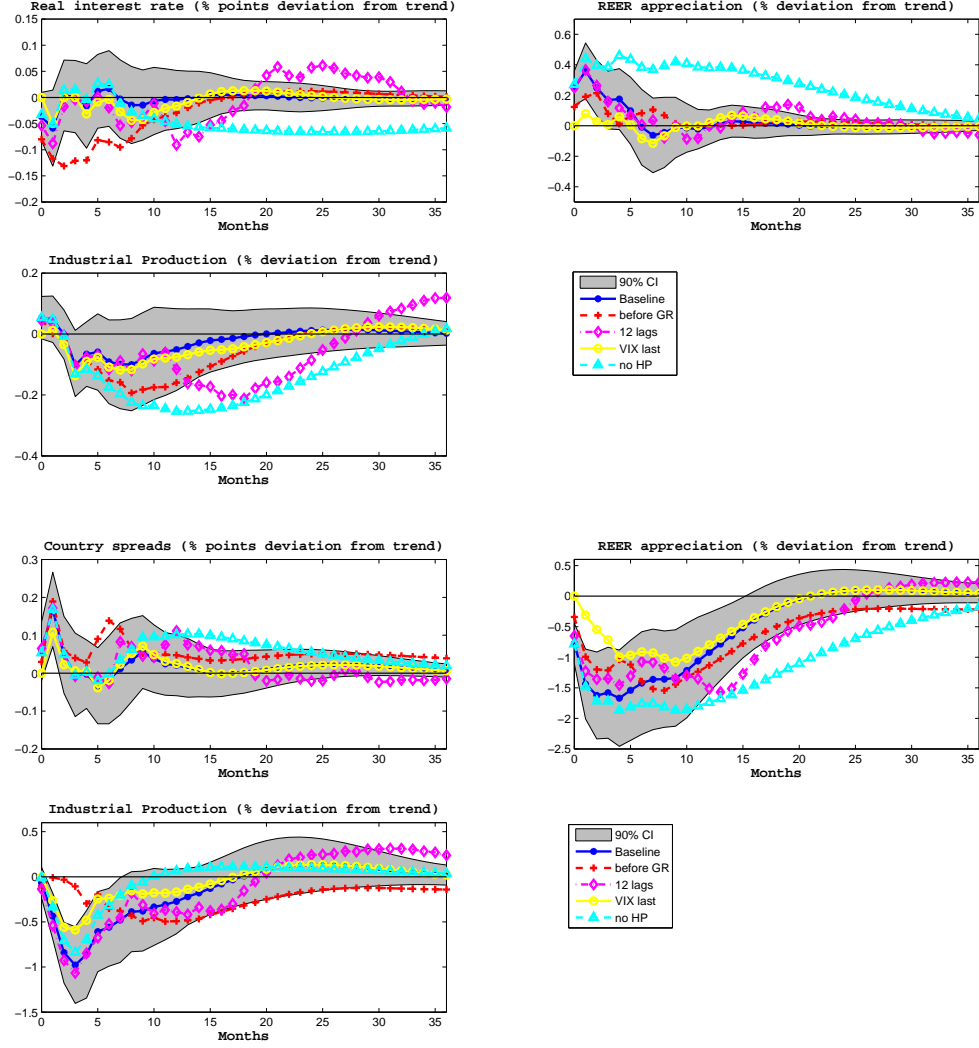 Real interest rate (% points deviation from trend)
0.15
0.1
0.05
0
−0.05
−0.1
−0.15
−0.2
0 5 10 15 20 25 30 35
Months
REER appreciation (% deviation from trend)
0.6
0.4
0.2
0
−0.2
−0.4
0 5 10 15 20 25 30 35
Months
Industrial Production (% deviation from trend)
0.2
0
−0.2
−0.4
0 5 10 15 20 25 30 35
Months
90% CI
Baseline
before GR
12 lags
VIX last
no HP
Country spreads (% points deviation from trend)
0.3
0.2
0.1
0
−0.1
−0.2
0 5 10 15 20 25 30 35
Months
REER appreciation (% deviation from trend)
0.5
0
−0.5
−1
−1.5
−2
−2.5
0 5 10 15 20 25 30 35
Months
Industrial Production (% deviation from trend)
0.5
0
−0.5
−1
−1.5
0 5 10 15 20 25 30 35
Months
90% CI
Baseline
before GR
12 lags
VIX last
no HP